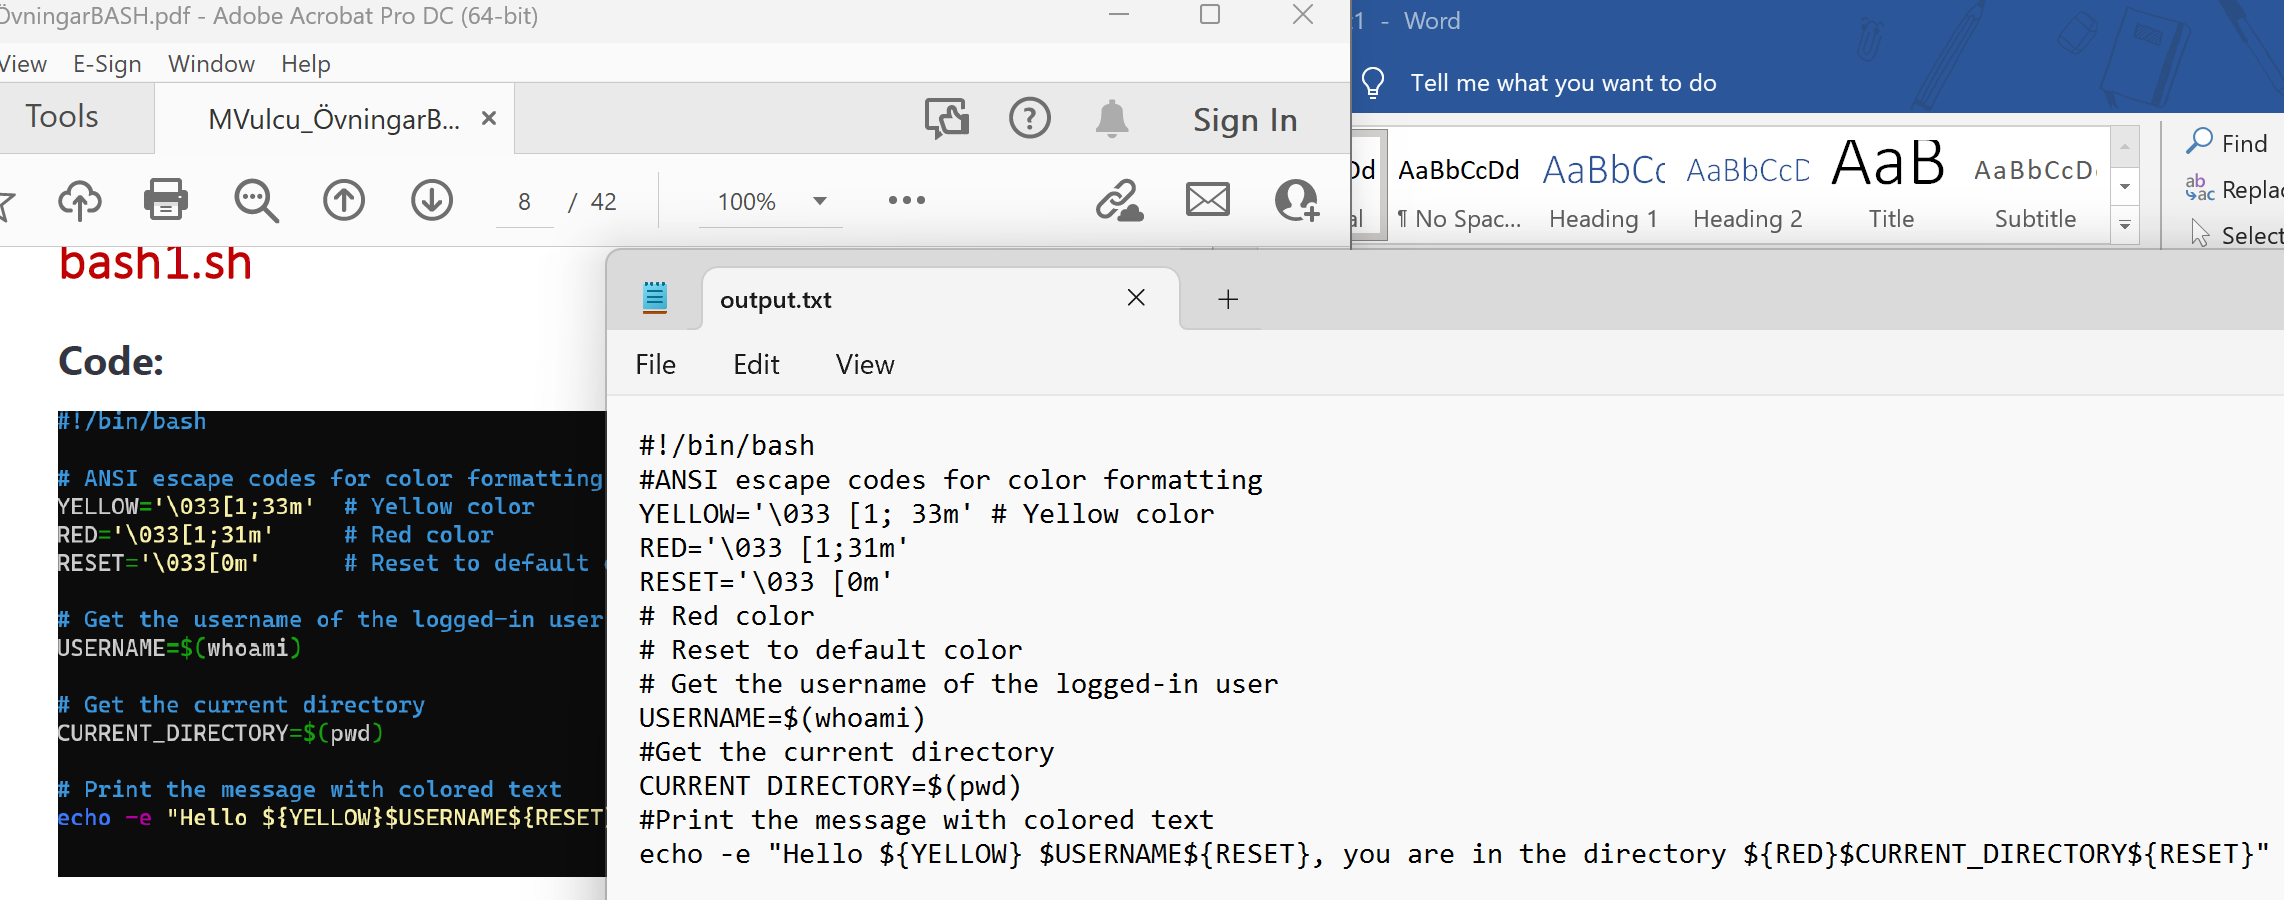 ÖvningarBASH.pdf - Adobe Acrobat Pro DC (64-bit)
View E-Sign Window Help
Tools
MVulcu_ÖvningarB...
Sign In
8 / 42
100%
bash1.sh
Code:
#!/bin/bash
# ANSI escape codes for color formatting
YELLOW='\033[1;33m' # Yellow color
RED='\033[1;31m' # Red color
RESET='\033[0m' # Reset to default
# Get the username of the logged-in user
USERNAME=$(whoami)
# Get the current directory
CURRENT_DIRECTORY=$(pwd)
# Print the message with colored text
echo -e "Hello ${YELLOW}$USERNAME${RESET}
1 - Word
Tell me what you want to do
Dd AaBbCcDd AaBbCc AaBbCcD AaB AaBbCcD
al ¶ No Spac... Heading 1 Heading 2 Title Subtitle
Find
Replac
Select
output.txt
File Edit View
#!/bin/bash
#ANSI escape codes for color formatting
YELLOW='\033 [1; 33m' # Yellow color
RED='\033 [1;31m'
RESET='\033 [0m'
# Red color
# Reset to default color
# Get the username of the logged-in user
USERNAME=$(whoami)
#Get the current directory
CURRENT DIRECTORY=$(pwd)
#Print the message with colored text
echo -e "Hello ${YELLOW} $USERNAME${RESET}, you are in the directory ${RED}$CURRENT_DIRECTORY${RESET}"